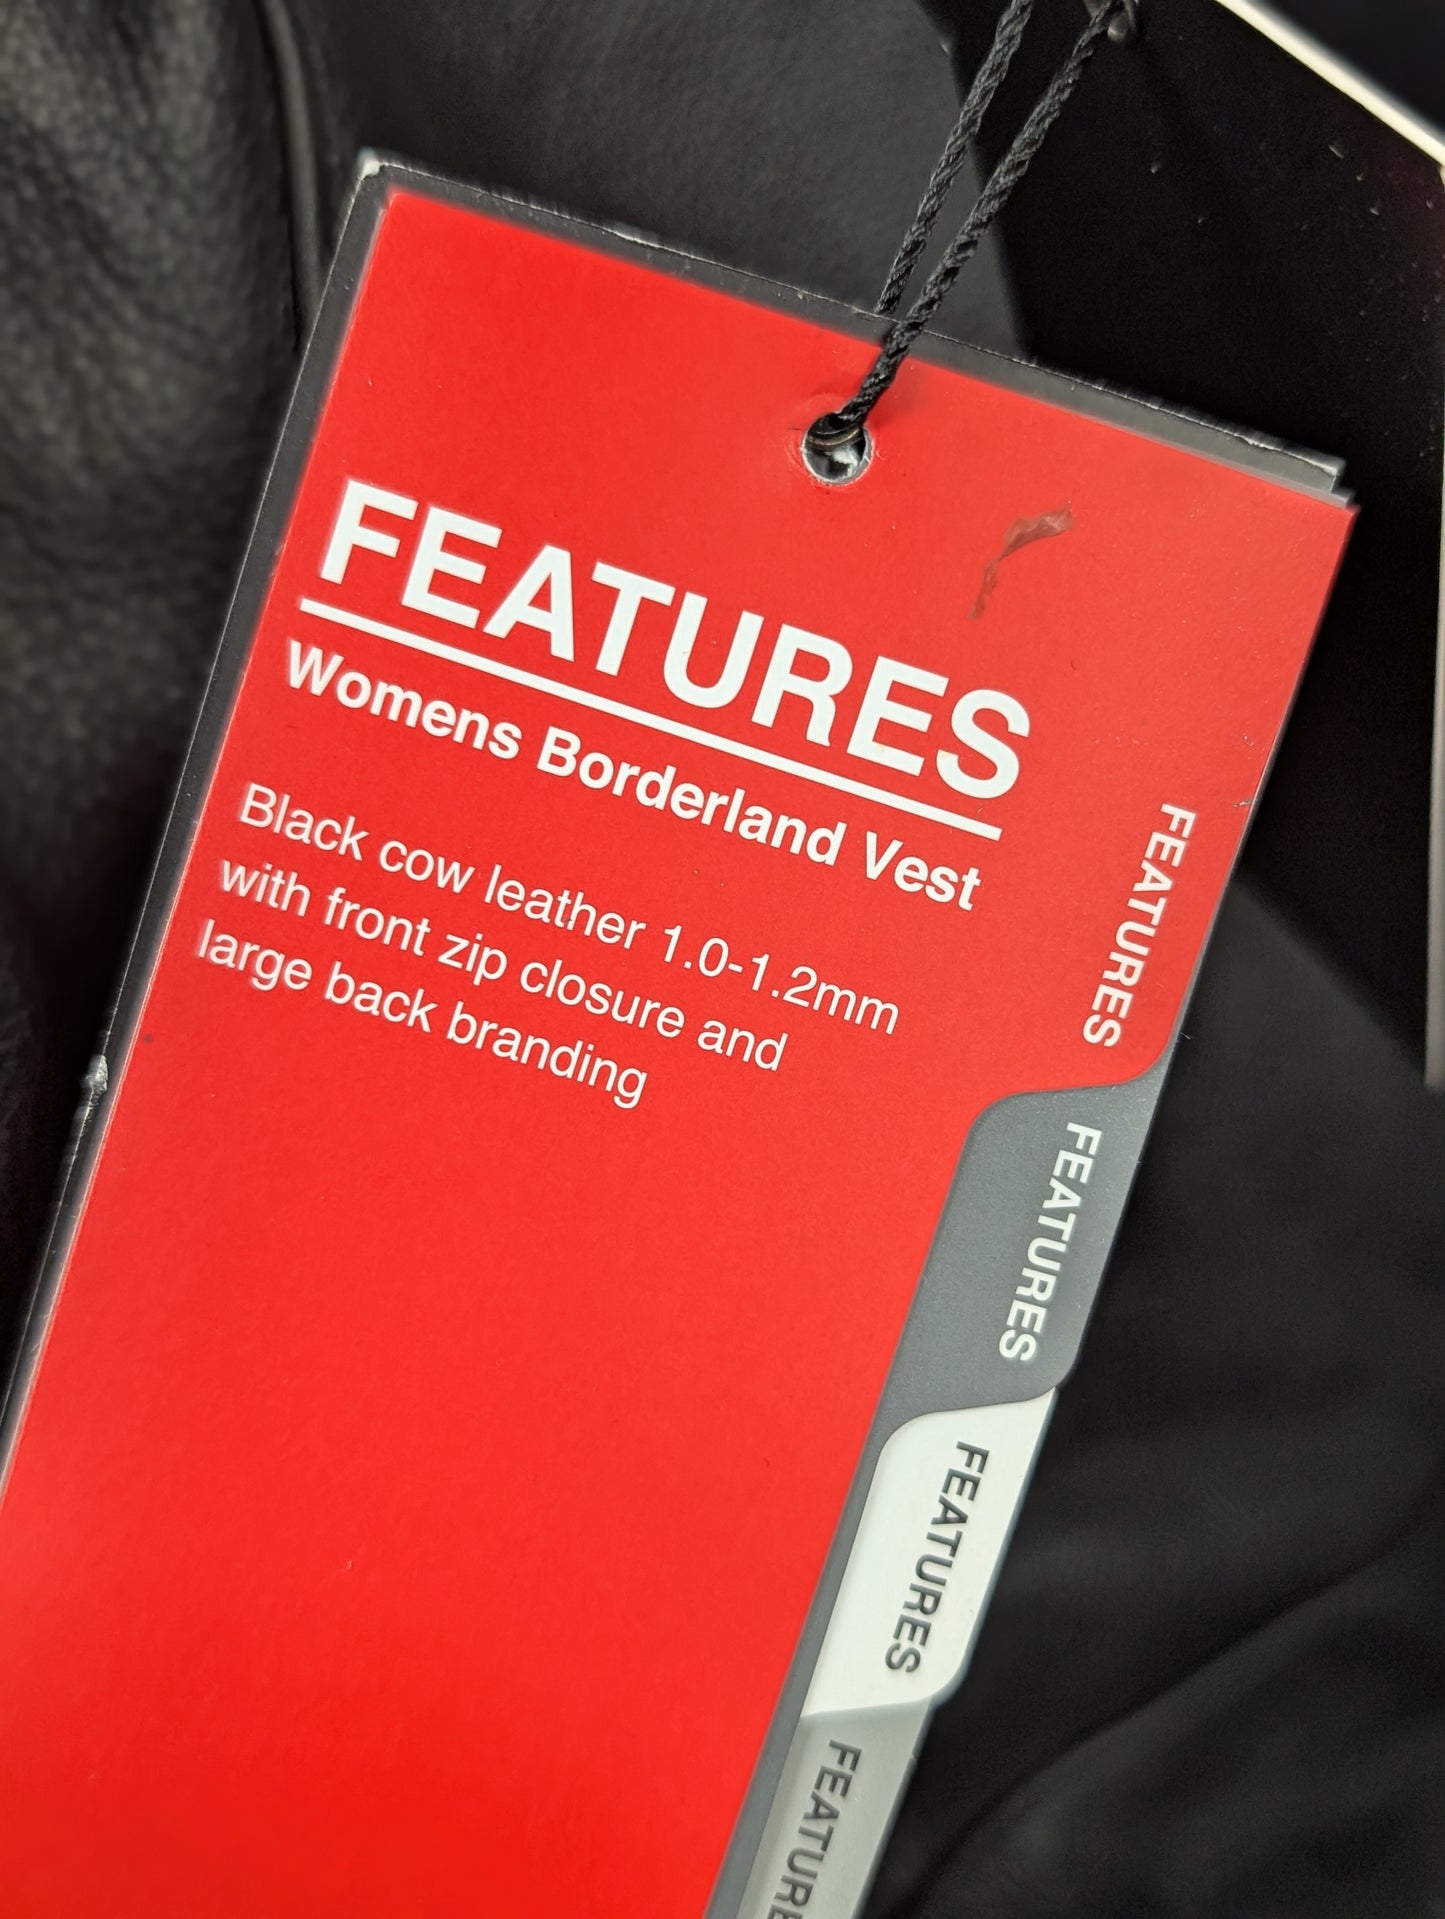 FEATURES
Womens Borderland Vest
Black cow leather 1.0-1.2mm
with front zip closure and
large back branding
FEATURES
FEATURES
FEATURES
FEATURE